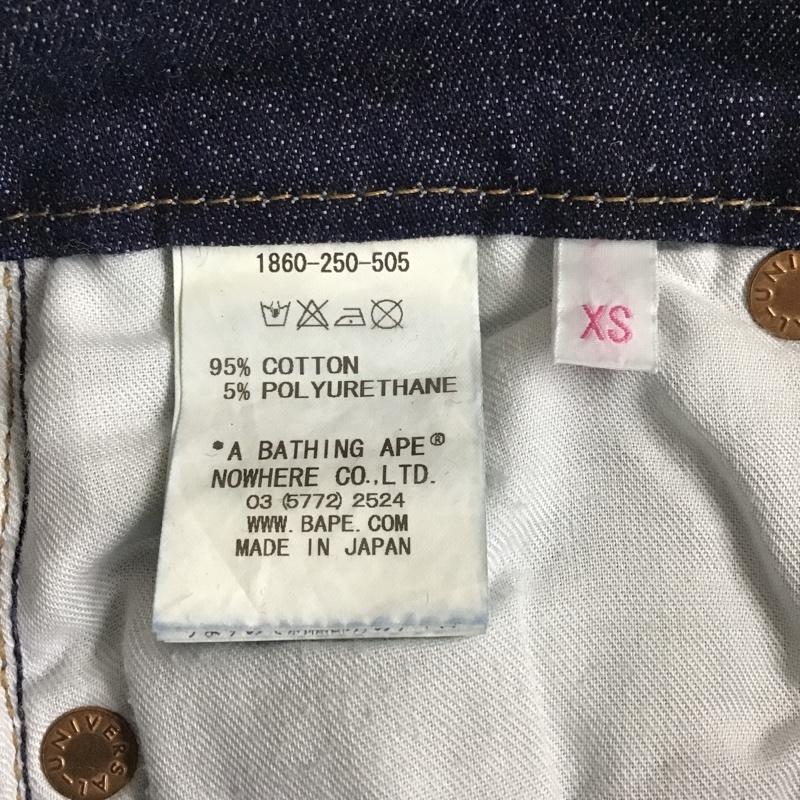 1860-250-505
95% COTTON
5% POLYURETHANE
*A BATHING APE®
NOWHERE CO.,LTD.
03 (5772) 2524
WWW.BAPE.COM
MADE IN JAPAN
XS
UNIVERSAL
UNIVERSAL